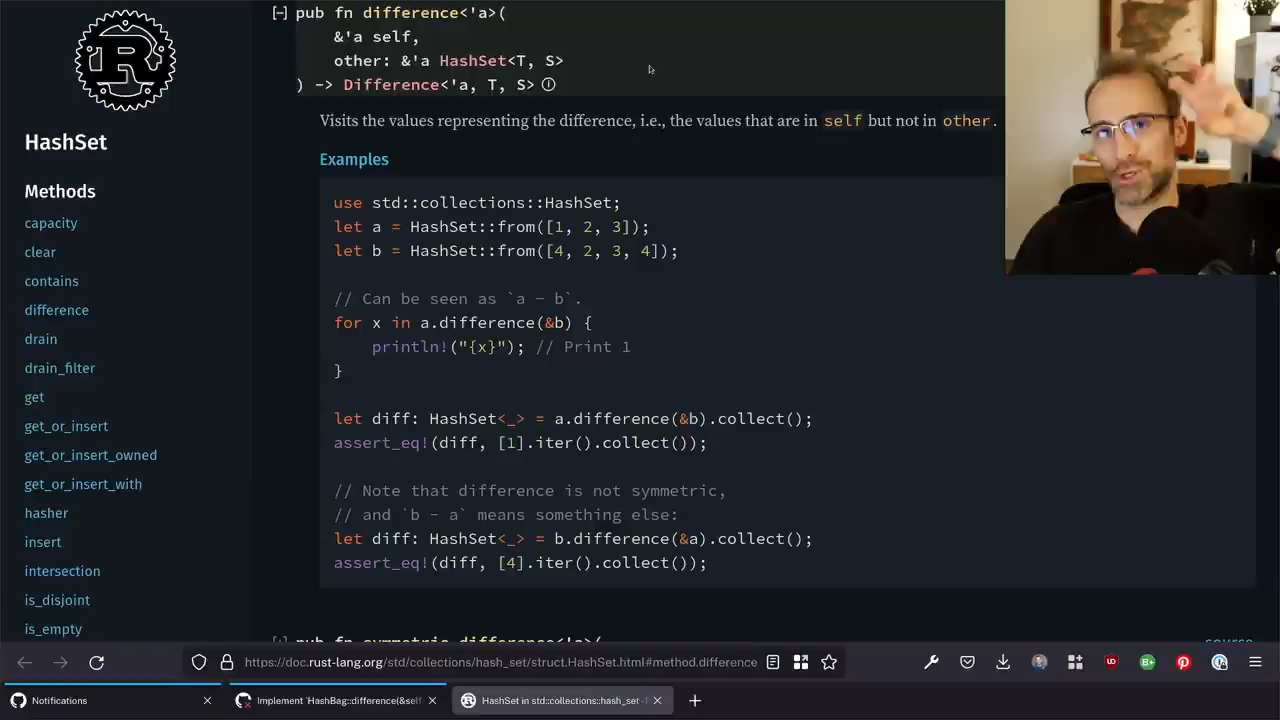 [−] pub fn difference<'a>(
&'a self,
other: &'a HashSet<T, S>
) -> Difference<'a, T, S> ⓘ
Visits the values representing the difference, i.e., the values that are in self but not in other.
Examples
use std::collections::HashSet;
let a = HashSet::from([1, 2, 3]);
let b = HashSet::from([4, 2, 3, 4]);
// Can be seen as `a - b`.
for x in a.difference(&b) {
println!("{x}"); // Print 1
}
let diff: HashSet<_> = a.difference(&b).collect();
assert_eq!(diff, [1].iter().collect());
// Note that difference is not symmetric,
// and `b - a` means something else:
let diff: HashSet<_> = b.difference(&a).collect();
assert_eq!(diff, [4].iter().collect());
pub fn symmetric_difference<'a>(
source
R
HashSet
Methods
capacity
clear
contains
difference
drain
drain_filter
get
get_or_insert
get_or_insert_owned
get_or_insert_with
hasher
insert
intersection
is_disjoint
is_empty
https://doc.rust-lang.org/std/collections/hash_set/struct.HashSet.html#method.difference
Notifications
Implement `HashBag::difference(&self
HashSet in std::collections::hash_set